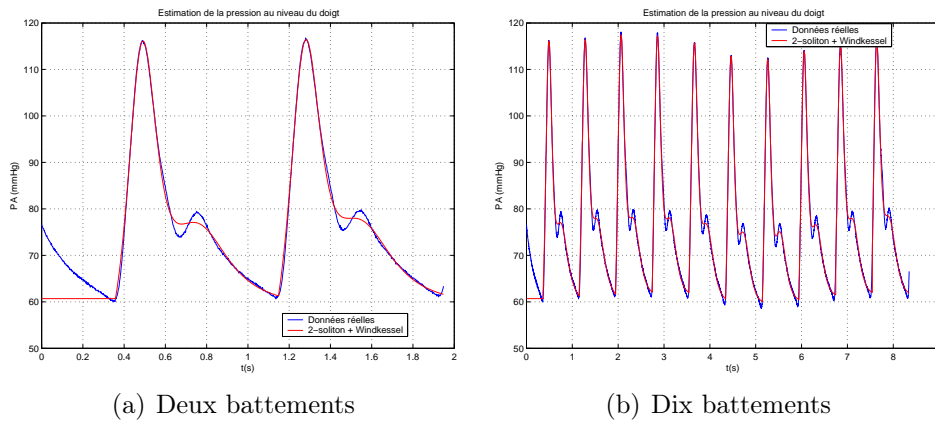 Estimation de la pression au niveau du doigt
120
110
100
90
80
70
60
50
PA (mmHg)
Données réelles
2−soliton + Windkessel
0 0.2 0.4 0.6 0.8 1 1.2 1.4 1.6 1.8 2
t(s)
(a) Deux battements
Estimation de la pression au niveau du doigt
Données réelles
2−soliton + Windkessel
120
110
100
90
80
70
60
50
PA (mmHg)
0 1 2 3 4 5 6 7 8 9
t(s)
(b) Dix battements